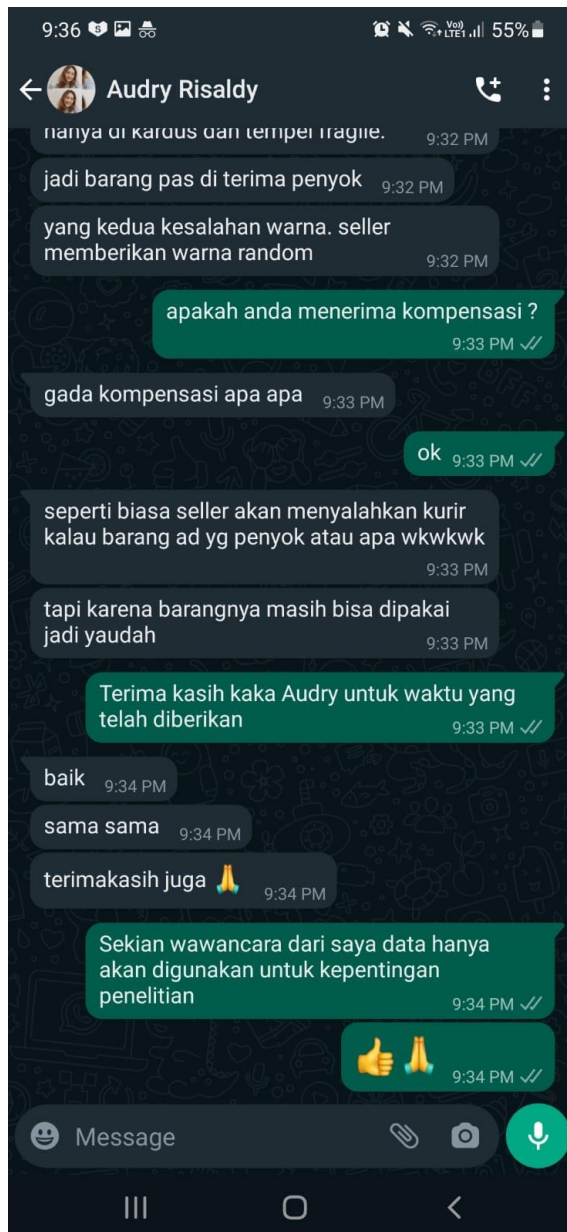 9:36
55%
Audry Risaldy
hanya di kardus dan tempel fragile.
9:32 PM
jadi barang pas di terima penyok 9:32 PM
yang kedua kesalahan warna. seller
memberikan warna random
9:32 PM
apakah anda menerima kompensasi ?
9:33 PM
gada kompensasi apa apa 9:33 PM
ok 9:33 PM
seperti biasa seller akan menyalahkan kurir
kalau barang ad yg penyok atau apa wkwkwk
9:33 PM
tapi karena barangnya masih bisa dipakai
jadi yaudah
9:33 PM
Terima kasih kaka Audry untuk waktu yang
telah diberikan
9:33 PM
baik 9:34 PM
sama sama 9:34 PM
terimakasih juga 🙏 9:34 PM
Sekian wawancara dari saya data hanya
akan digunakan untuk kepentingan
penelitian
9:34 PM
👍🙏 9:34 PM
Message